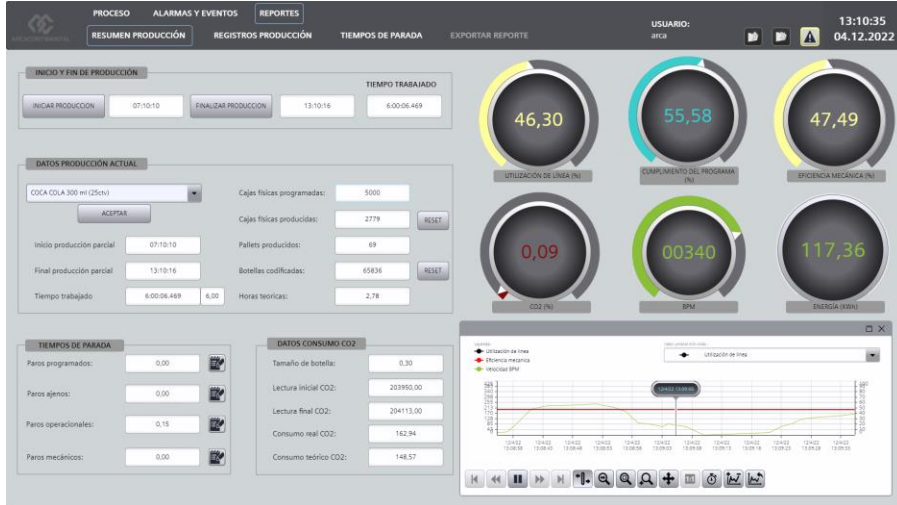 PROCESO ALARMAS Y EVENTOS REPORTES
RESUMEN PRODUCCIÓN REGISTROS PRODUCCIÓN TIEMPOS DE PARADA EXPORTAR REPORTE
USUARIO:
arca
13:10:35
04.12.2022
INICIO Y FIN DE PRODUCCIÓN
TIEMPO TRABAJADO
INICIAR PRODUCCION 07:10:10 FINALIZAR PRODUCCION 13:10:16 6:00:06.469
DATOS PRODUCCIÓN ACTUAL
COCA COLA 300 ml (25ctv)
ACEPTAR
Inicio producción parcial 07:10:10
Final producción parcial 13:10:16
Tiempo trabajado 6:00:06.469 6,00
Cajas físicas programadas: 5000
Cajas físicas producidas: 2779 RESET
Pallets producidos: 69
Botellas codificadas: 65836 RESET
Horas teoricas: 2,78
46,30
UTILIZACIÓN DE LINEA (%)
55,58
CUMPLIMIENTO DEL PROGRAMA
(%)
47,49
EFICIENCIA MECÁNICA (%)
0,09
CO2 (%)
00340
BPM
117,36
ENERGÍA (KWH)
TIEMPOS DE PARADA
Paros programados: 0,00
Paros ajenos: 0,00
Paros operacionales: 0,15
Paros mecánicos: 0,00
DATOS CONSUMO CO2
Tamaño de botella: 0,30
Lectura inicial CO2: 203950,00
Lectura final CO2: 204113,00
Consumo real CO2: 162,94
Consumo teórico CO2: 148,57
Utilización de linea
Eficiencia mecanica
Velocidad BPM
Utilización de linea